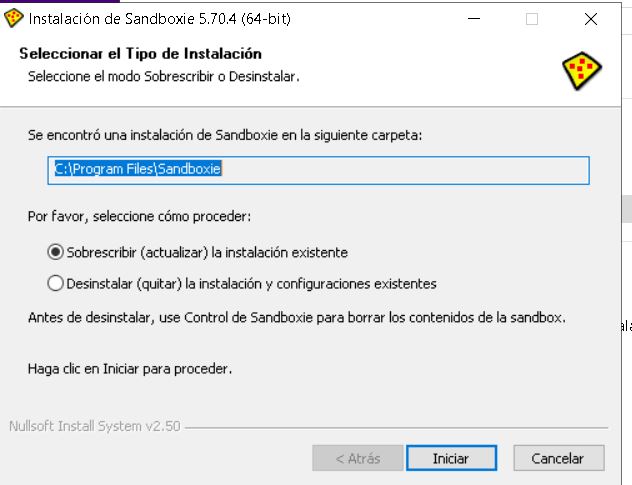 Instalación de Sandboxie 5.70.4 (64-bit)
Seleccionar el Tipo de Instalación
Seleccione el modo Sobrescribir o Desinstalar.
Se encontró una instalación de Sandboxie en la siguiente carpeta:
C:\Program Files\Sandboxie
Por favor, seleccione cómo proceder:
Sobrescribir (actualizar) la instalación existente
Desinstalar (quitar) la instalación y configuraciones existentes
Antes de desinstalar, use Control de Sandboxie para borrar los contenidos de la sandbox.
Haga clic en Iniciar para proceder.
Nullsoft Install System v2.50
< Atrás
Iniciar
Cancelar